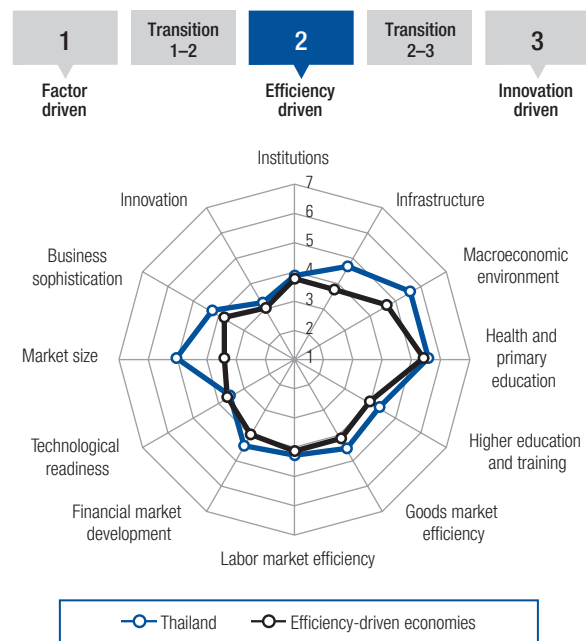 1
Transition
1–2
2
Transition
2–3
3
Factor
driven
Efficiency
driven
Innovation
driven
Institutions
Innovation
7
Infrastructure
6
Business
sophistication
5
Macroeconomic
environment
4
3
Market size
2
1
Health and
primary
education
Technological
readiness
Higher education
and training
Financial market
development
Goods market
efficiency
Labor market efficiency
Thailand
Efficiency-driven economies